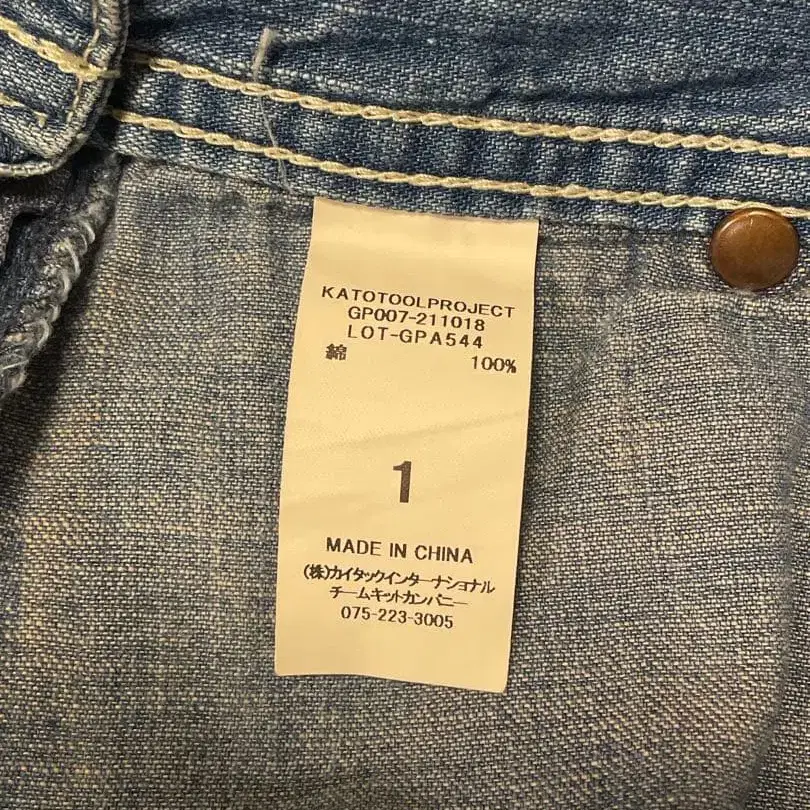 KATOTOOLPROJECT
GP007-211018
LOT-GPA544
綿 100%
1
MADE IN CHINA
(株)カイタックインターナショナル
チームキットカンパニー
075-223-3005